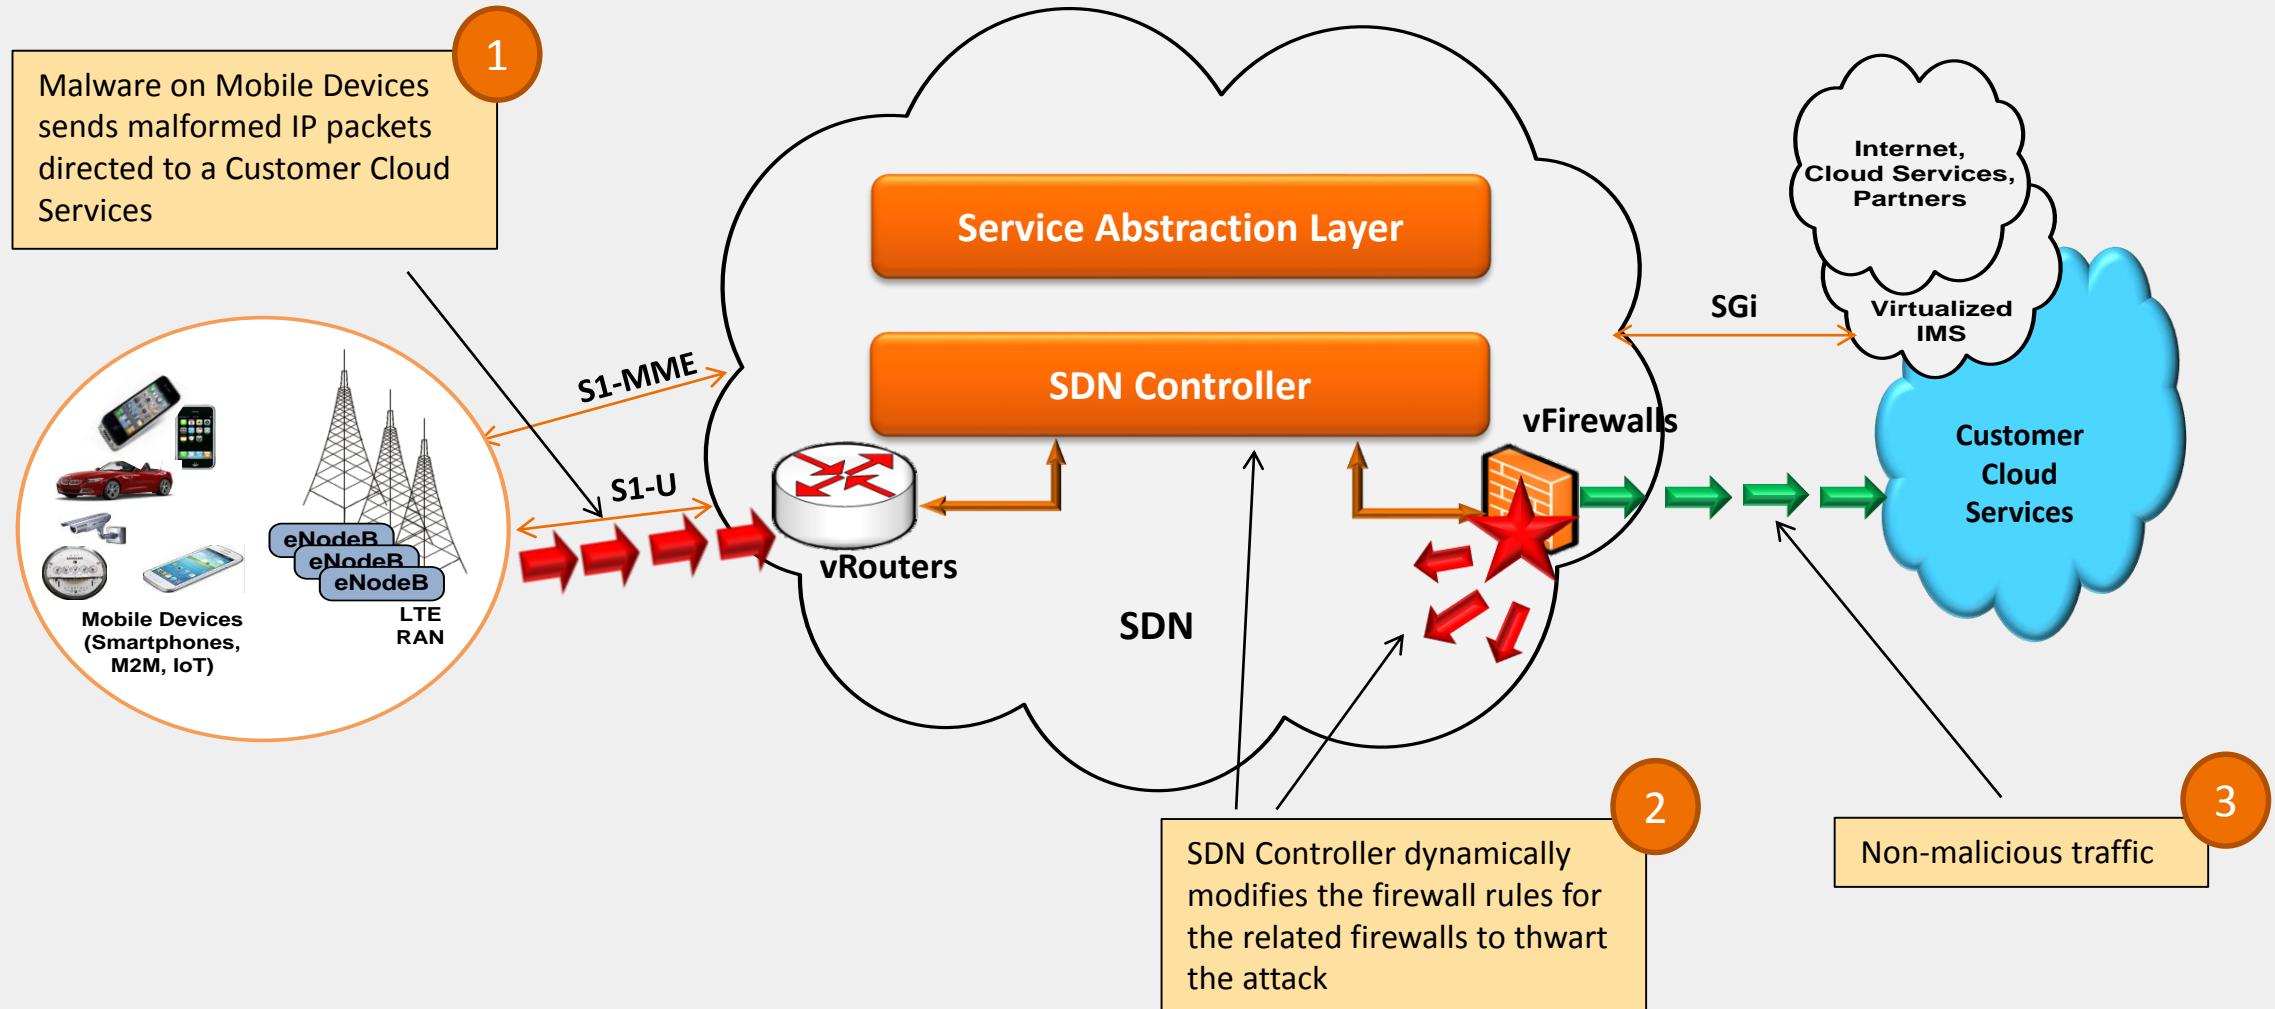 1
Malware on Mobile Devices
sends malformed IP packets
directed to a Customer Cloud
Services
Service Abstraction Layer
SDN Controller
Internet,
Cloud Services,
Partners
Virtualized
IMS
SGi
S1-MME
S1-U
vFirewalls
Customer
Cloud
Services
vRouters
SDN
eNodeB
eNodeB
eNodeB
LTE
RAN
Mobile Devices
(Smartphones,
M2M, IoT)
2
SDN Controller dynamically
modifies the firewall rules for
the related firewalls to thwart
the attack
3
Non-malicious traffic